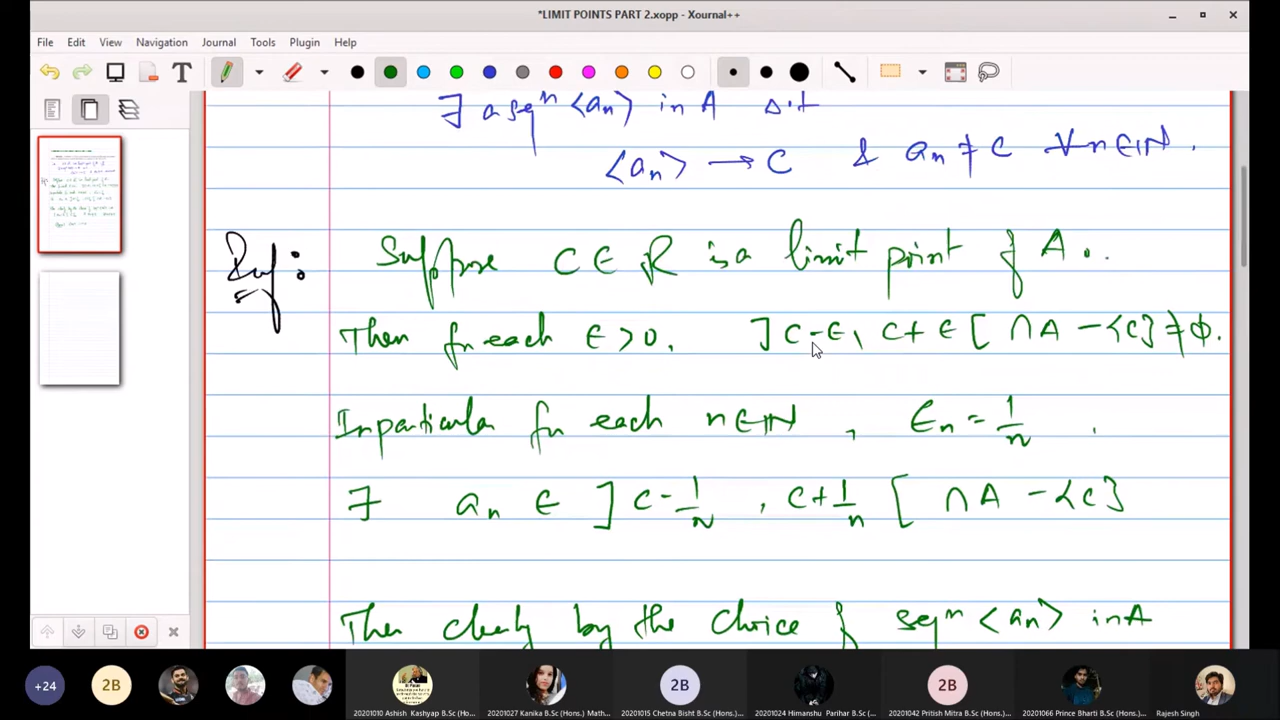 *LIMIT POINTS PART 2.xopp - Xournal++
File Edit View Navigation Journal Tools Plugin Help
∃ a seqⁿ <aₙ> in A s.t
<aₙ> → C & aₙ ≠ C ∀ n ∈ ℕ.
Suppose C ∈ ℝ is a limit point of A.
Then for each ε > 0, ]C-ε, C+ε[ ∩ A - {C} ≠ ϕ.
Inparticular for each n ∈ ℕ, εₙ = 1/n.
∃ aₙ ∈ ]C - 1/n, C + 1/n[ ∩ A - {C}
Then clearly by the choice of seqⁿ <aₙ> in A
+24 2B 2B 2B
20201010 Ashish Kashyap B.Sc (Ho... 20201027 Kanika B.Sc (Hons.) Math... 20201015 Chetna Bisht B.Sc (Hons.)... 20201024 Himanshu Parihar B.Sc (... 20201042 Pritish Mitra B.Sc (Hons.)... 20201066 Prince Bharti B.Sc (Hons.)... Rajesh Singh